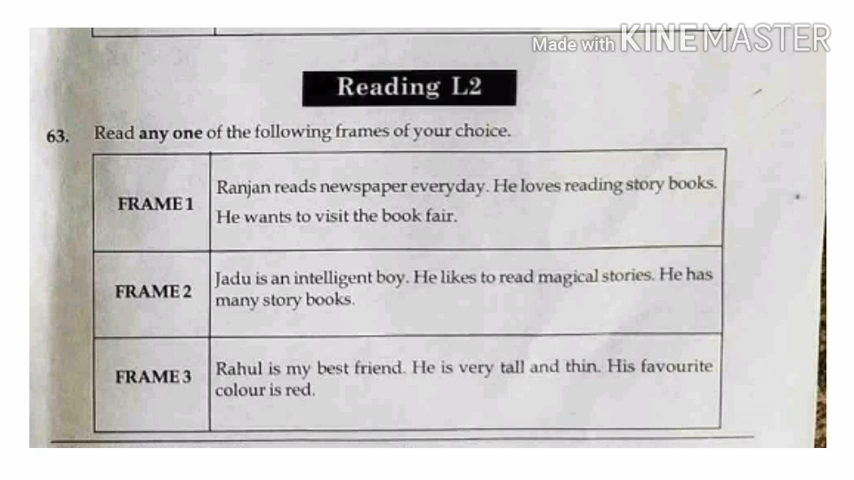 Made with KINEMASTER
Reading L2
63. Read any one of the following frames of your choice.
FRAME 1
Ranjan reads newspaper everyday. He loves reading story books.
He wants to visit the book fair.
FRAME 2
Jadu is an intelligent boy. He likes to read magical stories. He has
many story books.
FRAME 3
Rahul is my best friend. He is very tall and thin. His favourite
colour is red.